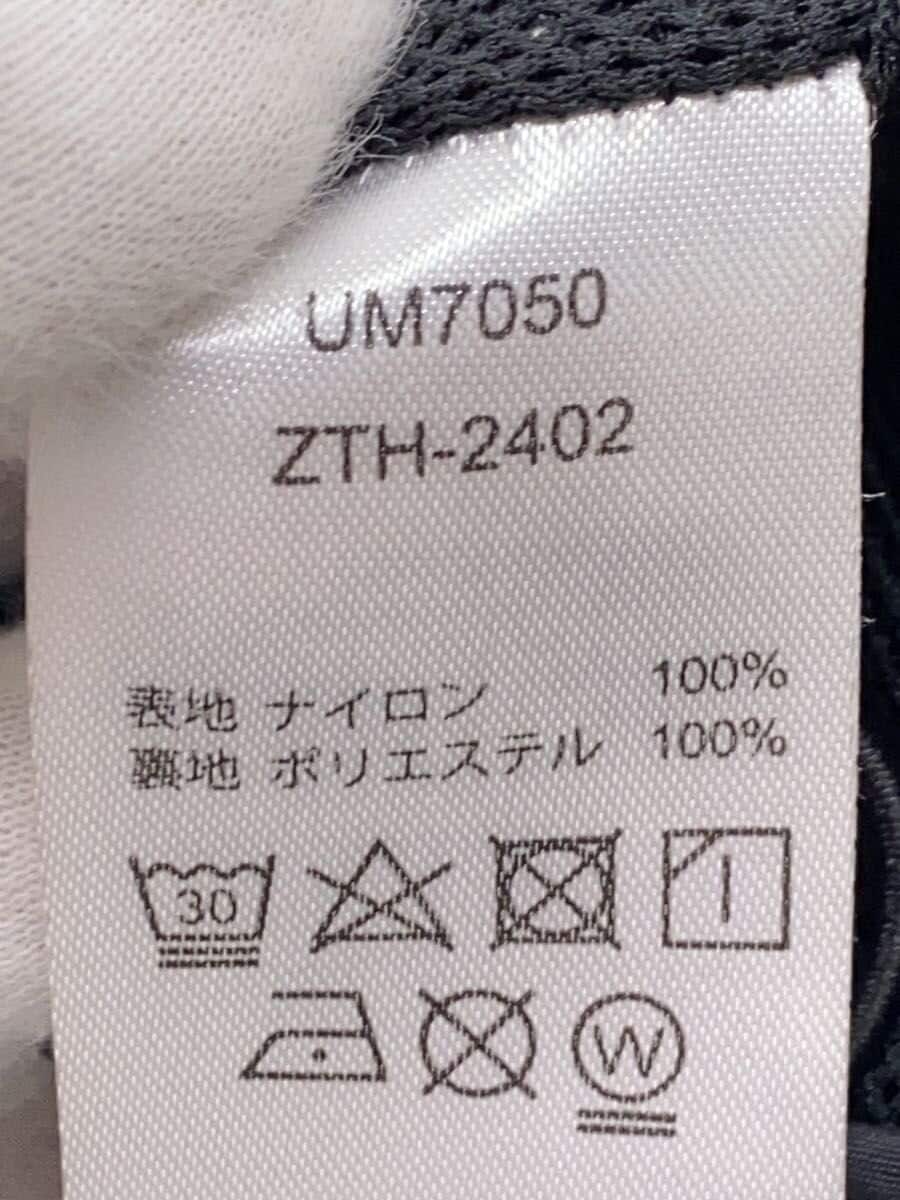 UM7050
ZTH-2402
表地 ナイロン 100%
裏地 ポリエステル 100%
30
W